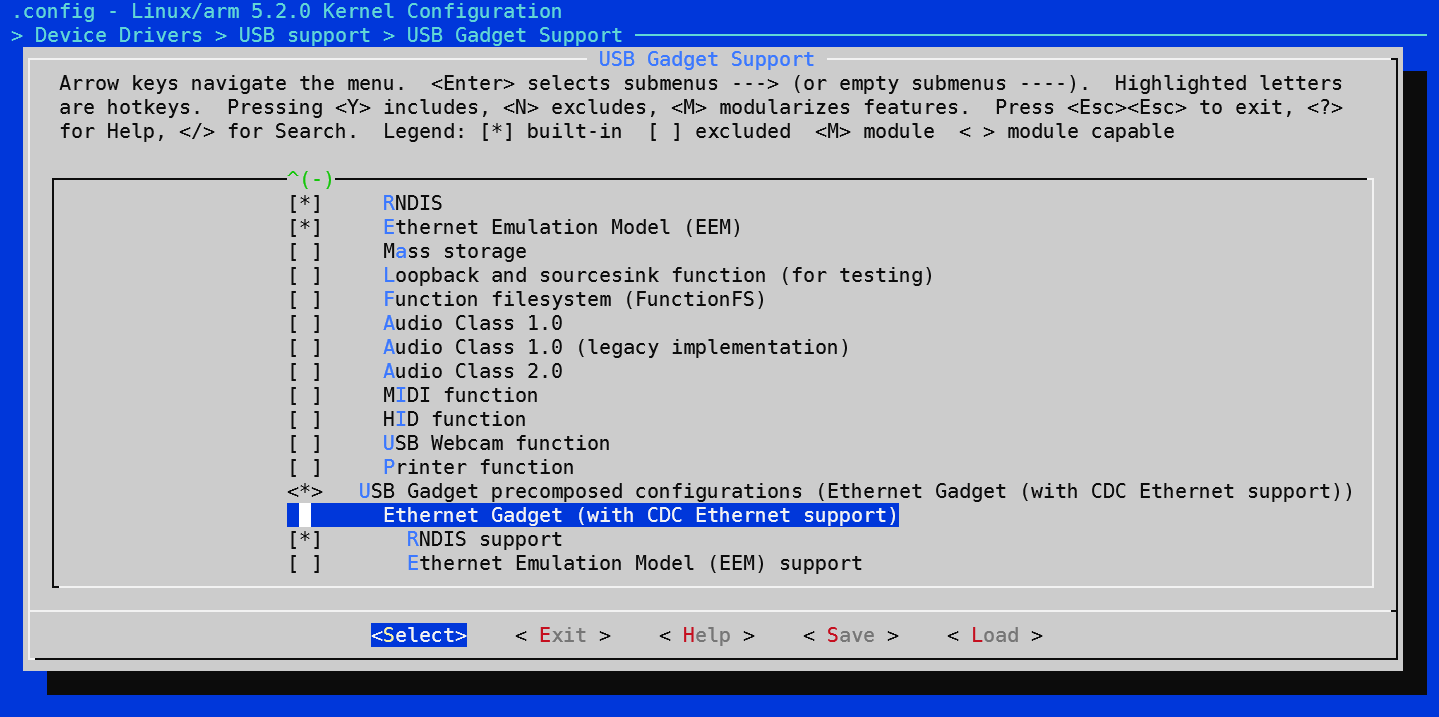 .config - Linux/arm 5.2.0 Kernel Configuration
> Device Drivers > USB support > USB Gadget Support
USB Gadget Support
Arrow keys navigate the menu.  <Enter> selects submenus ---> (or empty submenus ----).  Highlighted letters
are hotkeys.  Pressing <Y> includes, <N> excludes, <M> modularizes features.  Press <Esc><Esc> to exit, <?>
for Help, </> for Search.  Legend: [*] built-in  [ ] excluded  <M> module  < > module capable
^(-)
[*]     RNDIS
[*]     Ethernet Emulation Model (EEM)
[ ]     Mass storage
[ ]     Loopback and sourcesink function (for testing)
[ ]     Function filesystem (FunctionFS)
[ ]     Audio Class 1.0
[ ]     Audio Class 1.0 (legacy implementation)
[ ]     Audio Class 2.0
[ ]     MIDI function
[ ]     HID function
[ ]     USB Webcam function
[ ]     Printer function
<*>   USB Gadget precomposed configurations (Ethernet Gadget (with CDC Ethernet support))
Ethernet Gadget (with CDC Ethernet support)
[*]       RNDIS support
[ ]       Ethernet Emulation Model (EEM) support
<Select>    < Exit >    < Help >    < Save >    < Load >